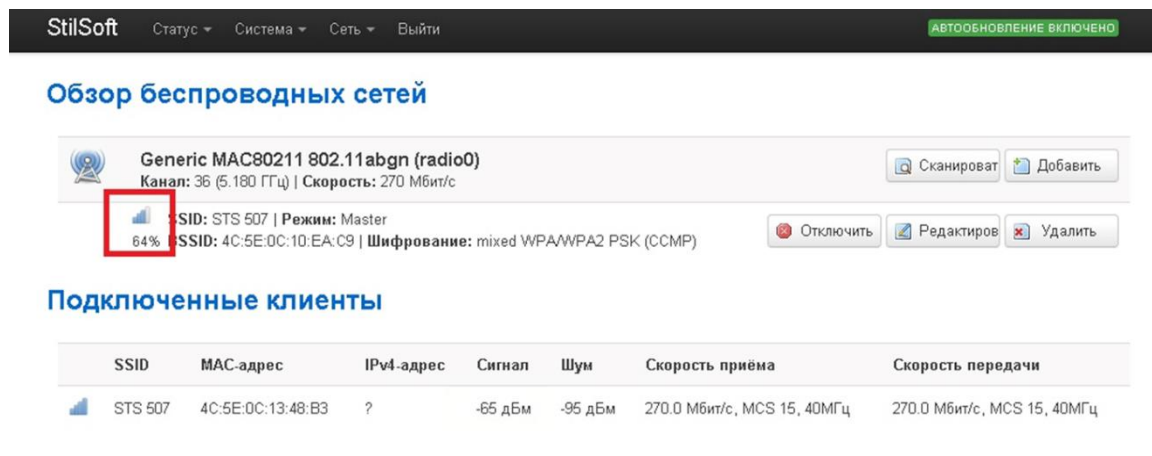 StilSoft Статус Система Сеть Выйти АВТООБНОВЛЕНИЕ ВКЛЮЧЕНО
Обзор беспроводных сетей
Generic MAC80211 802.11abgn (radio0)
Канал: 36 (5.180 ГГц) | Скорость: 270 Мбит/с
Сканироват Добавить
SSID: STS 507 | Режим: Master
64% BSSID: 4C:5E:0C:10:EA:C9 | Шифрование: mixed WPA/WPA2 PSK (CCMP)
Отключить Редактиров Удалить
Подключенные клиенты
SSID MAC-адрес IPv4-адрес Сигнал Шум Скорость приёма Скорость передачи
STS 507 4C:5E:0C:13:48:B3 ? -65 дБм -95 дБм 270.0 Мбит/с, MCS 15, 40МГц 270.0 Мбит/с, MCS 15, 40МГц